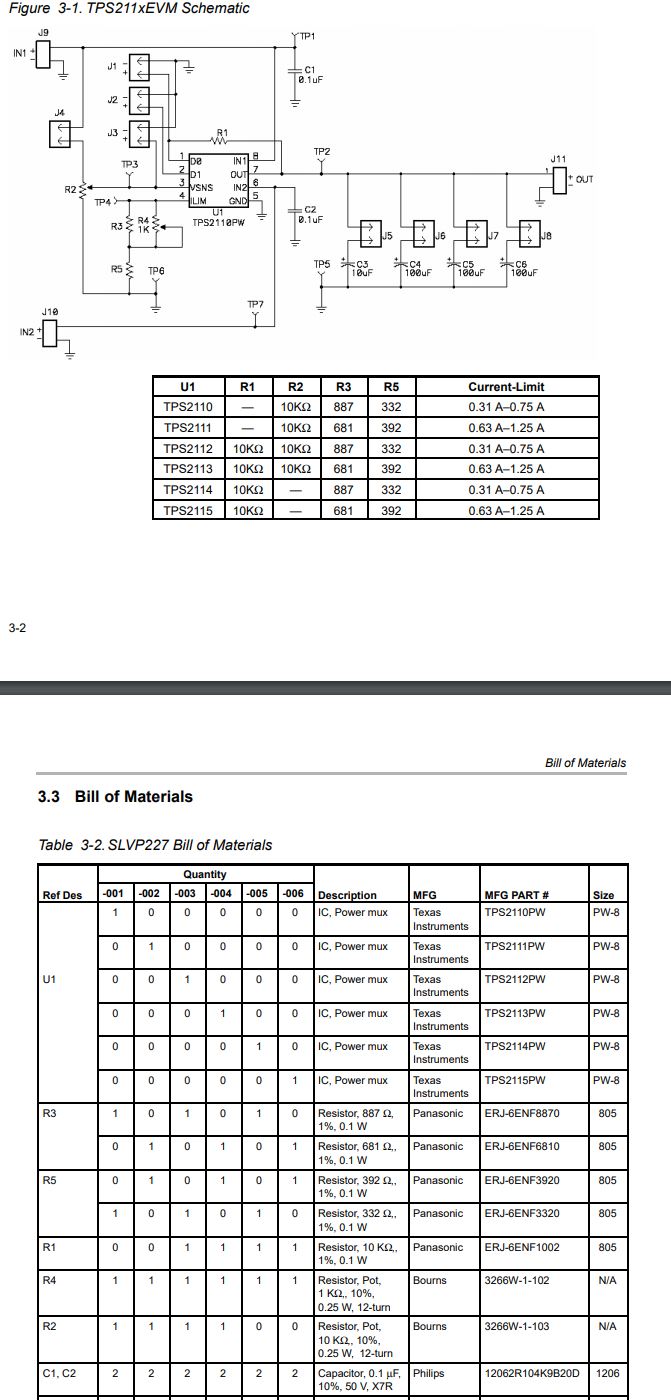 Figure 3-1. TPS211xEVM Schematic
J9
IN1 +
-
TP1
J1 -
+
C1
0.1uF
J2 -
+
J4
J3 -
+
R1
TP3
1 D0 IN1 8
TP2
J11
2 D1 OUT 7
+ OUT
-
R2
3 VSNS IN2 6
TP4
4 ILIM GND 5
U1
TPS2110PW
C2
0.1uF
R3
R4
1K
J5
J6
J7
J8
R5
TP6
TP5
+ C3
10uF
+ C4
100uF
+ C5
100uF
+ C6
100uF
TP7
J10
IN2 +
-
U1 R1 R2 R3 R5 Current-Limit
TPS2110 — 10KΩ 887 332 0.31 A–0.75 A
TPS2111 — 10KΩ 681 392 0.63 A–1.25 A
TPS2112 10KΩ 10KΩ 887 332 0.31 A–0.75 A
TPS2113 10KΩ 10KΩ 681 392 0.63 A–1.25 A
TPS2114 10KΩ — 887 332 0.31 A–0.75 A
TPS2115 10KΩ — 681 392 0.63 A–1.25 A
3-2
Bill of Materials
3.3 Bill of Materials
Table 3-2. SLVP227 Bill of Materials
Quantity
Ref Des -001 -002 -003 -004 -005 -006 Description MFG MFG PART # Size
1 0 0 0 0 0 IC, Power mux Texas TPS2110PW PW-8
Instruments
0 1 0 0 0 0 IC, Power mux Texas TPS2111PW PW-8
Instruments
U1 0 0 1 0 0 0 IC, Power mux Texas TPS2112PW PW-8
Instruments
0 0 0 1 0 0 IC, Power mux Texas TPS2113PW PW-8
Instruments
0 0 0 0 1 0 IC, Power mux Texas TPS2114PW PW-8
Instruments
0 0 0 0 0 1 IC, Power mux Texas TPS2115PW PW-8
Instruments
R3 1 0 1 0 1 0 Resistor, 887 Ω, Panasonic ERJ-6ENF8870 805
1%, 0.1 W
0 1 0 1 0 1 Resistor, 681 Ω,, Panasonic ERJ-6ENF6810 805
1%, 0.1 W
R5 0 1 0 1 0 1 Resistor, 392 Ω,, Panasonic ERJ-6ENF3920 805
1%, 0.1 W
1 0 1 0 1 0 Resistor, 332 Ω,, Panasonic ERJ-6ENF3320 805
1%, 0.1 W
R1 0 0 1 1 1 1 Resistor, 10 KΩ,, Panasonic ERJ-6ENF1002 805
1%, 0.1 W
R4 1 1 1 1 1 1 Resistor, Pot, Bourns 3266W-1-102 N/A
1 KΩ,, 10%,
0.25 W, 12-turn
R2 1 1 1 1 0 0 Resistor, Pot, Bourns 3266W-1-103 N/A
10 KΩ,, 10%,
0.25 W, 12-turn
C1, C2 2 2 2 2 2 2 Capacitor, 0.1 µF, Philips 12062R104K9B20D 1206
10%, 50 V, X7R